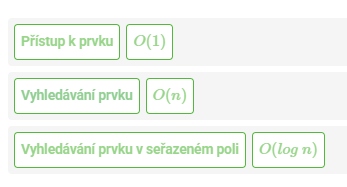 Přístup k prvku O(1)
Vyhledávání prvku O(n)
Vyhledávání prvku v seřazeném poli O(log n)